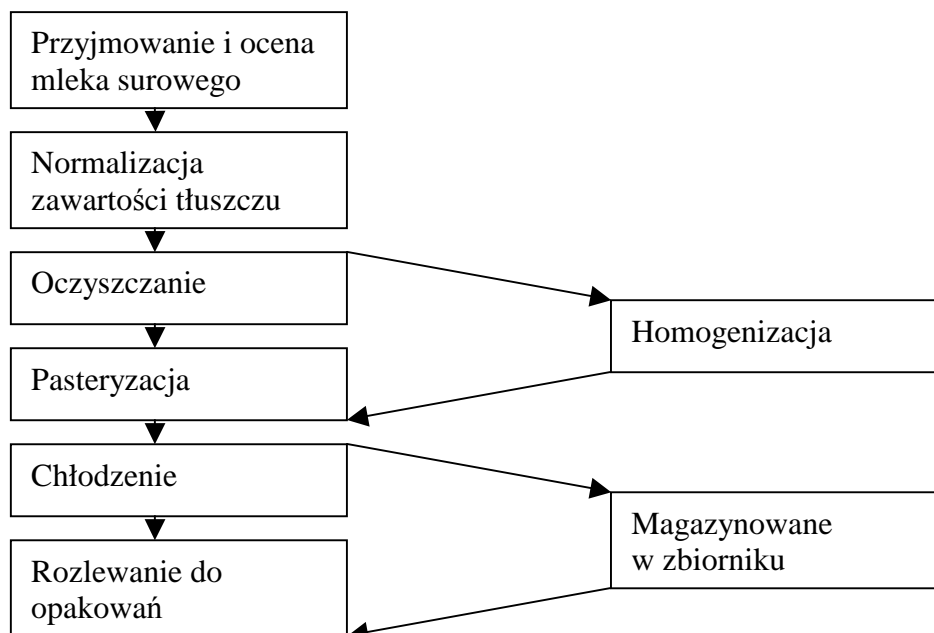 Przyjmowanie i ocena
mleka surowego
Normalizacja
zawartości tłuszczu
Oczyszczanie
Homogenizacja
Pasteryzacja
Chłodzenie
Magazynowane
w zbiorniku
Rozlewanie do
opakowań